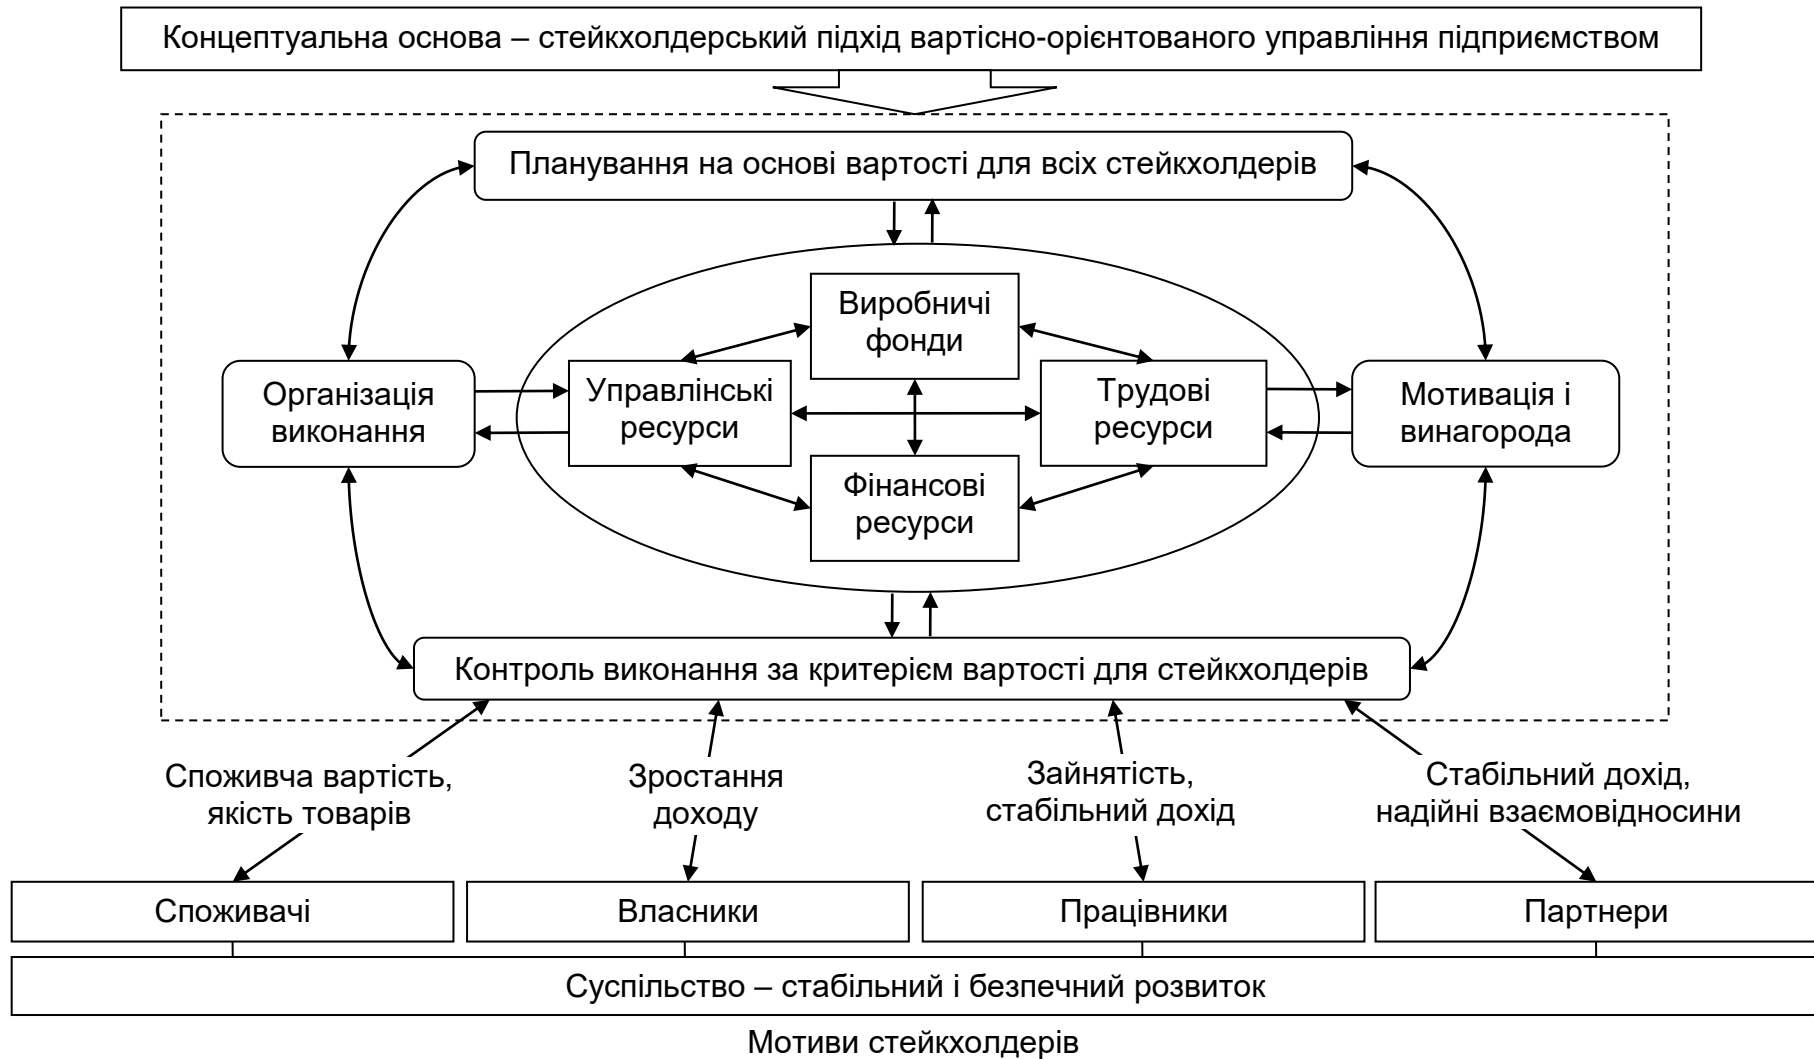 Концептуальна основа – стейкхолдерський підхід вартісно-орієнтованого управління підприємством
Планування на основі вартості для всіх стейкхолдерів
Виробничі
фонди
Організація
виконання
Управлінські
ресурси
Трудові
ресурси
Мотивація і
винагорода
Фінансові
ресурси
Контроль виконання за критерієм вартості для стейкхолдерів
Споживча вартість,
якість товарів
Зростання
доходу
Зайнятість,
стабільний дохід
Стабільний дохід,
надійні взаємовідносини
Споживачі
Власники
Працівники
Партнери
Суспільство – стабільний і безпечний розвиток
Мотиви стейкхолдерів